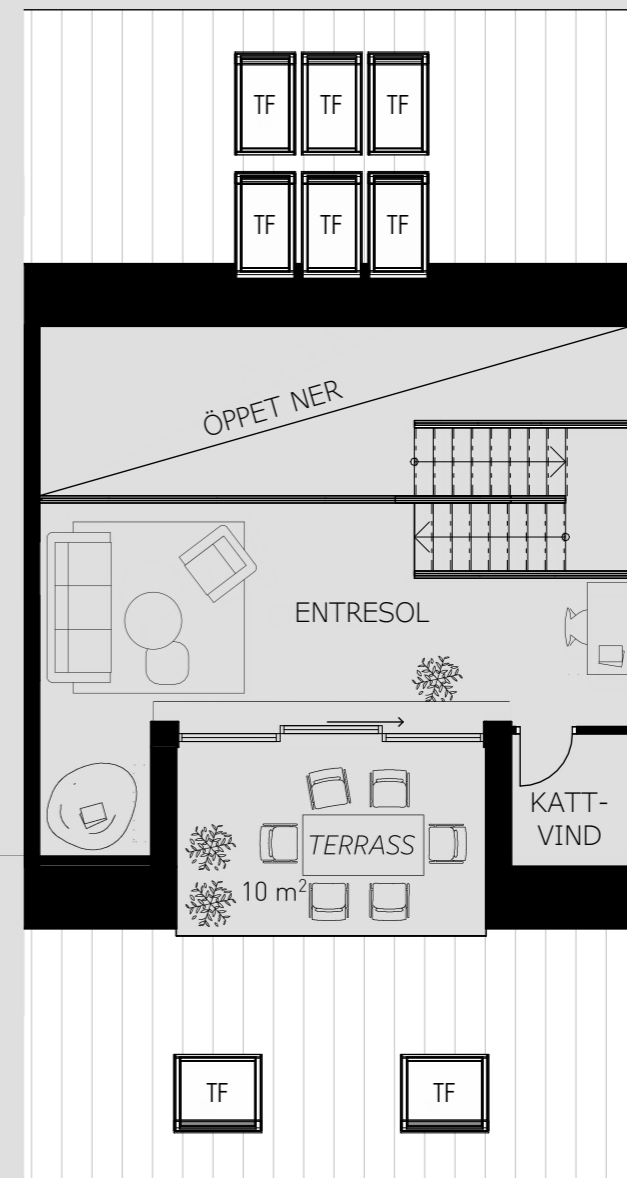 TF TF TF
TF TF TF
ÖPPET NER
ENTRESOL
KATT-
VIND
TERRASS
10 m²
TF TF